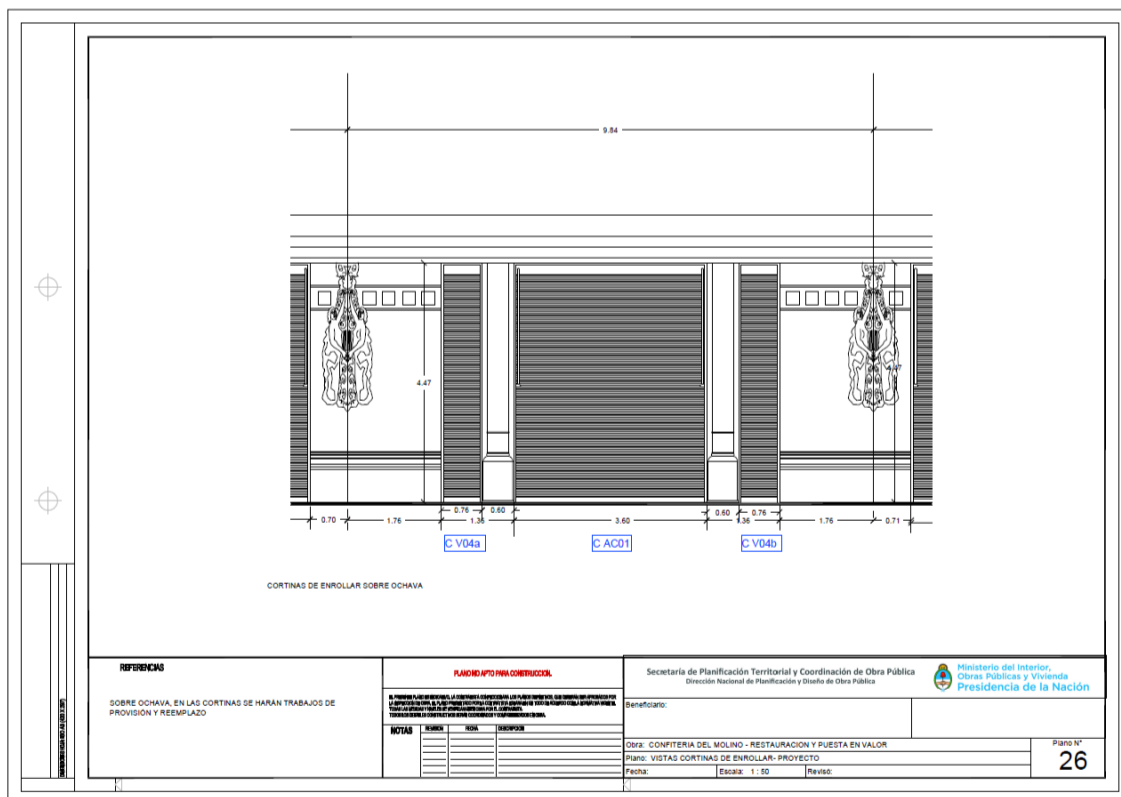 9.84
4.47
4.47
0.76
0.60
0.60
0.76
0.70
1.76
1.36
3.60
1.36
1.76
0.71
C V04a
C AC01
C V04b
CORTINAS DE ENROLLAR SOBRE OCHAVA
REFERENCIAS
SOBRE OCHAVA, EN LAS CORTINAS SE HARÁN TRABAJOS DE
PROVISIÓN Y REEMPLAZO
PLANO NO APTO PARA CONSTRUCCION.
NOTAS
REVISION
FECHA
DESCRIPCION
Secretaría de Planificación Territorial y Coordinación de Obra Pública
Dirección Nacional de Planificación y Diseño de Obra Pública
Ministerio del Interior,
Obras Públicas y Vivienda
Presidencia de la Nación
Beneficiario:
Obra: CONFITERIA DEL MOLINO - RESTAURACION Y PUESTA EN VALOR
Plano: VISTAS CORTINAS DE ENROLLAR- PROYECTO
Fecha:
Escala: 1 : 50
Revisó:
Plano N°
26